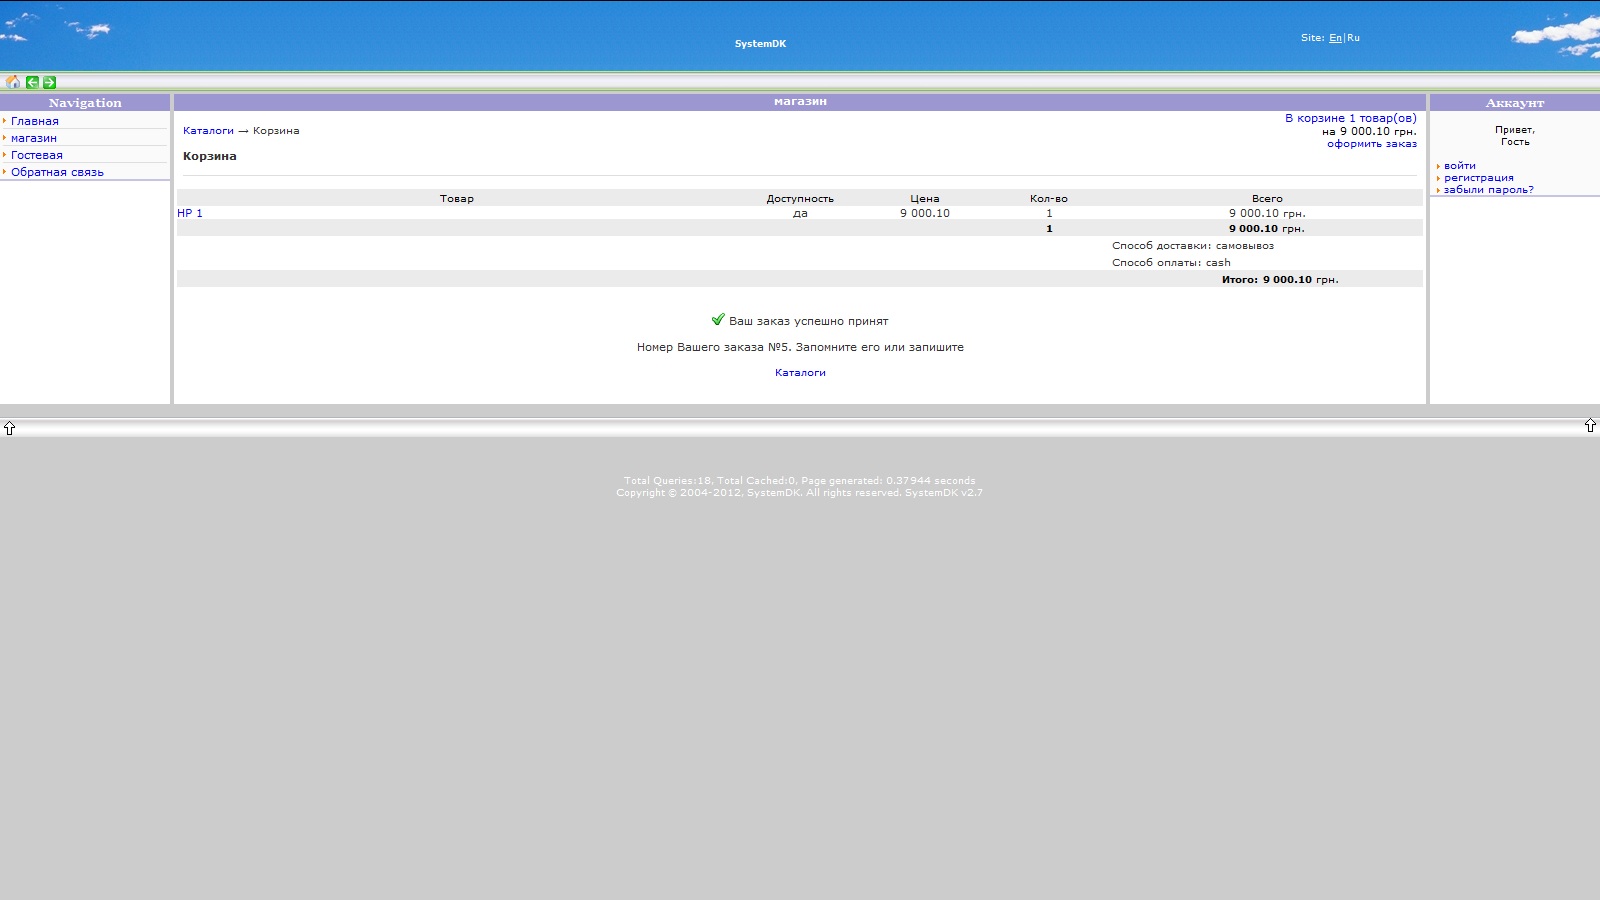 SystemDK
Site: En|Ru
Navigation
Главная
магазин
Гостевая
Обратная связь
магазин
Каталоги → Корзина
В корзине 1 товар(ов)
на 9 000.10 грн.
оформить заказ
Корзина
Товар Доступность Цена Кол-во Всего
HP 1 да 9 000.10 1 9 000.10 грн.
1 9 000.10 грн.
Способ доставки: самовывоз
Способ оплаты: cash
Итого: 9 000.10 грн.
Ваш заказ успешно принят
Номер Вашего заказа №5. Запомните его или запишите
Каталоги
Аккаунт
Привет,
Гость
войти
регистрация
забыли пароль?
Total Queries:18, Total Cached:0, Page generated: 0.37944 seconds
Copyright © 2004-2012, SystemDK. All rights reserved. SystemDK v2.7